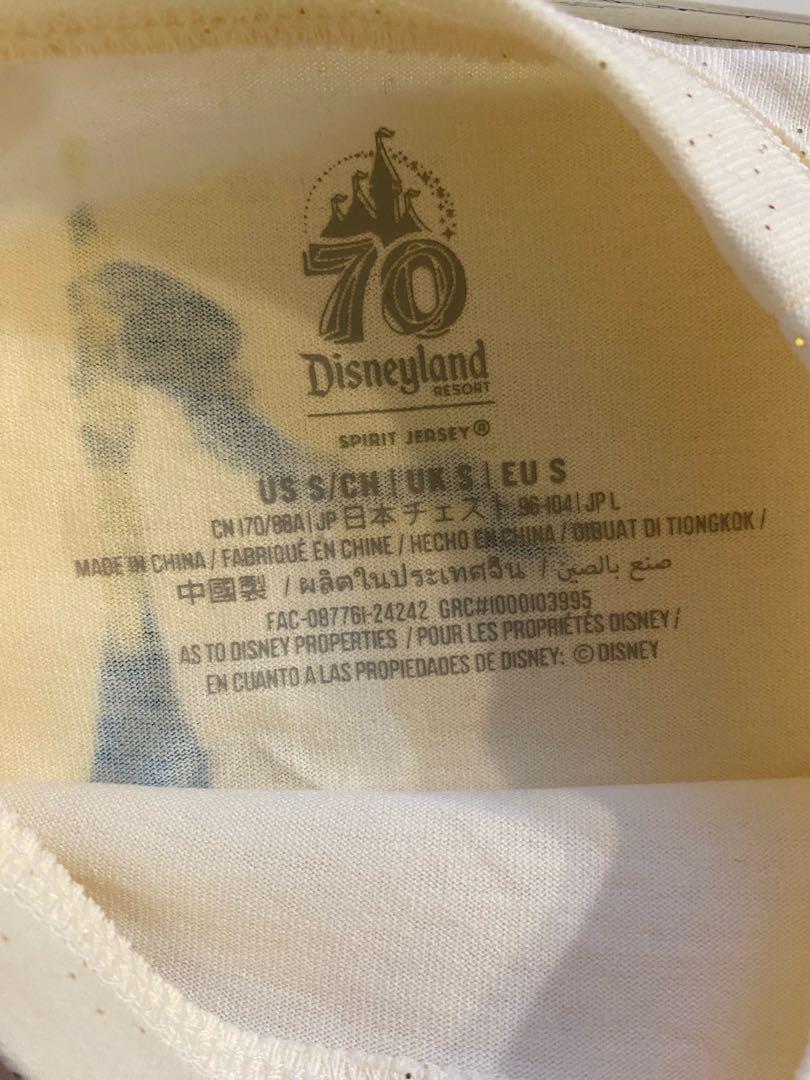 70
Disneyland
RESORT
SPIRIT JERSEY®
US S/CH | UK S | EU S
CN 170/88A | JP 日本 チェスト 96-104 | JP L
MADE IN CHINA / FABRIQUÉ EN CHINE / HECHO EN CHINA / DIBUAT DI TIONGKOK /
中國製 / ผลิตในประเทศจีน / صنع بالصين
FAC-087761-24242 GRC#1000103995
AS TO DISNEY PROPERTIES / POUR LES PROPRIÉTÉS DISNEY /
EN CUANTO A LAS PROPIEDADES DE DISNEY: © DISNEY